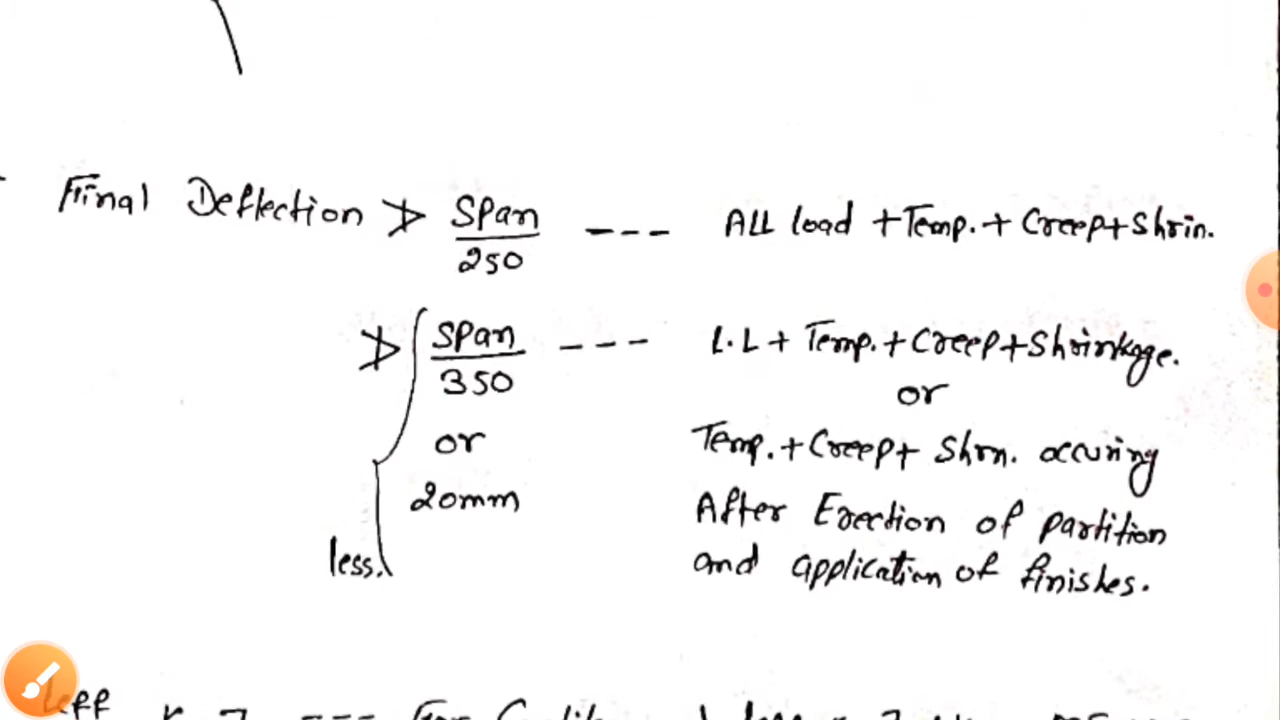 Final Deflection ≯ Span/250 --- All load + Temp. + Creep + Shrin.
≯ Span/350 --- L.L + Temp. + Creep + Shrinkage.
or
or
Temp. + Creep + Shrn. occuring
20mm
After Erection of partition
less.
and application of finishes.
leff